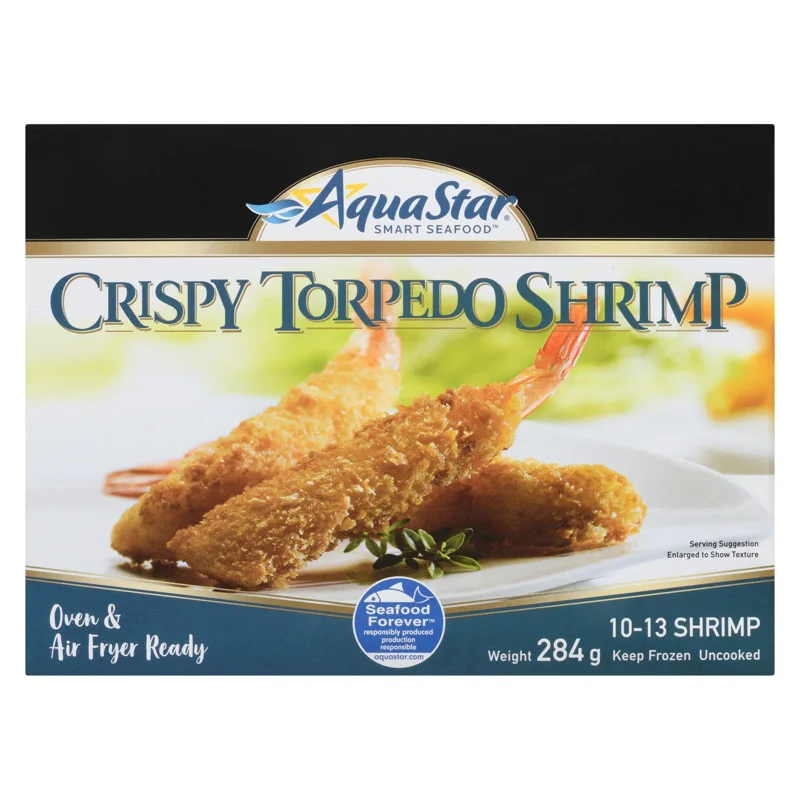 AquaStar®
SMART SEAFOOD™
CRISPY TORPEDO SHRIMP
Serving Suggestion
Enlarged to Show Texture
Oven &
Air Fryer Ready
Seafood
Forever™
responsibly produced
production
responsible
aquastar.com
10-13 SHRIMP
Weight 284 g Keep Frozen Uncooked